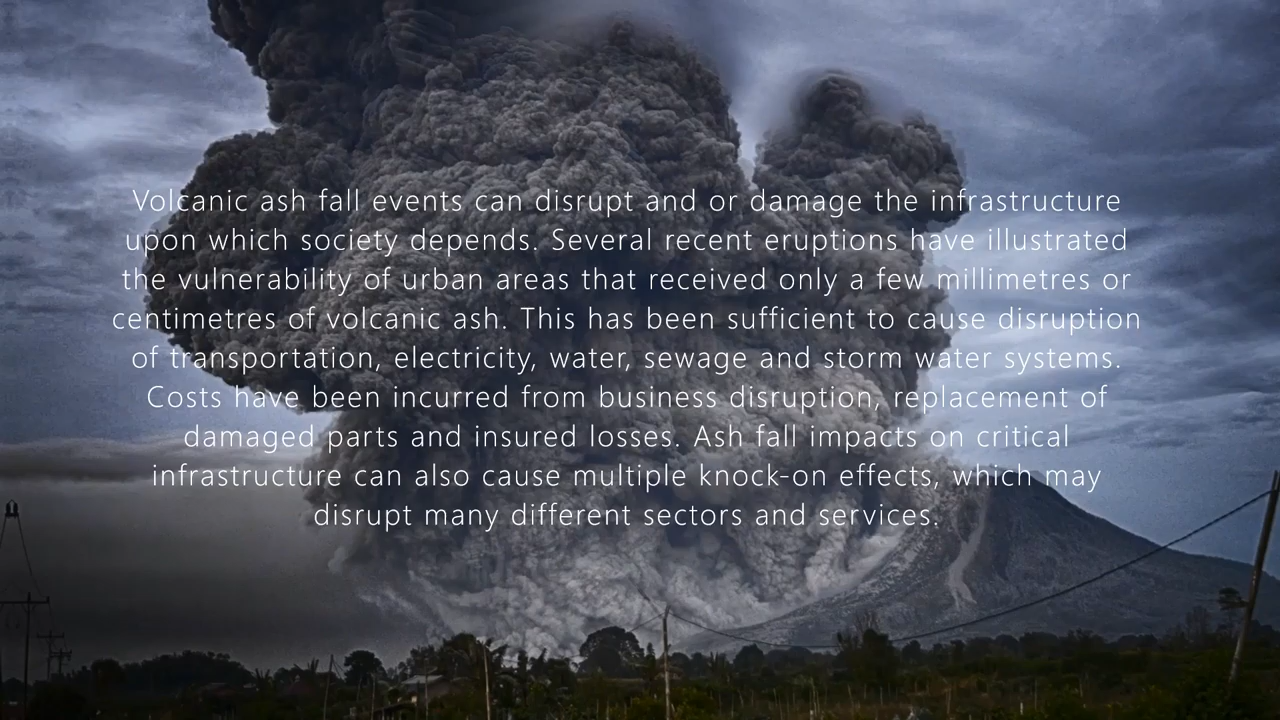 Volcanic ash fall events can disrupt and or damage the infrastructure
upon which society depends. Several recent eruptions have illustrated
the vulnerability of urban areas that received only a few millimetres or
centimetres of volcanic ash. This has been sufficient to cause disruption
of transportation, electricity, water, sewage and storm water systems.
Costs have been incurred from business disruption, replacement of
damaged parts and insured losses. Ash fall impacts on critical
infrastructure can also cause multiple knock-on effects, which may
disrupt many different sectors and services.